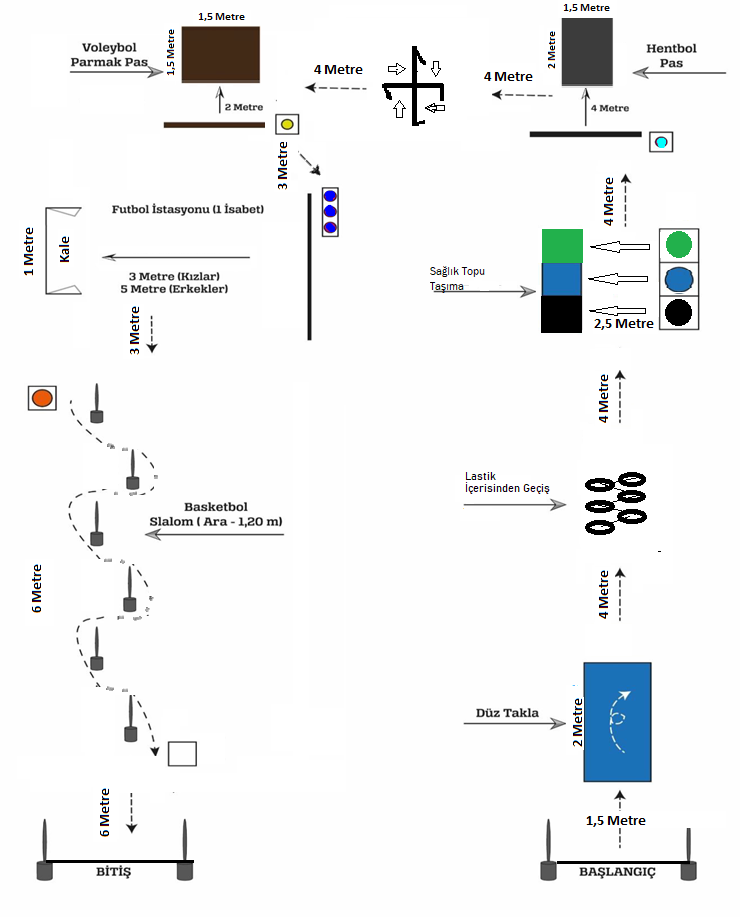 1,5 Metre
1,5 Metre
Voleybol
Parmak Pas
1,5 Metre
2 Metre
Hentbol
Pas
4 Metre
4 Metre
2 Metre
4 Metre
3 Metre
4 Metre
Futbol İstasyonu (1 İsabet)
1 Metre
Kale
3 Metre (Kızlar)
5 Metre (Erkekler)
Sağlık Topu
Taşıma
2,5 Metre
3 Metre
4 Metre
Lastik
İçerisinden Geçiş
Basketbol
Slalom ( Ara - 1,20 m)
6 Metre
4 Metre
Düz Takla
2 Metre
6 Metre
1,5 Metre
BİTİŞ
BAŞLANGIÇ